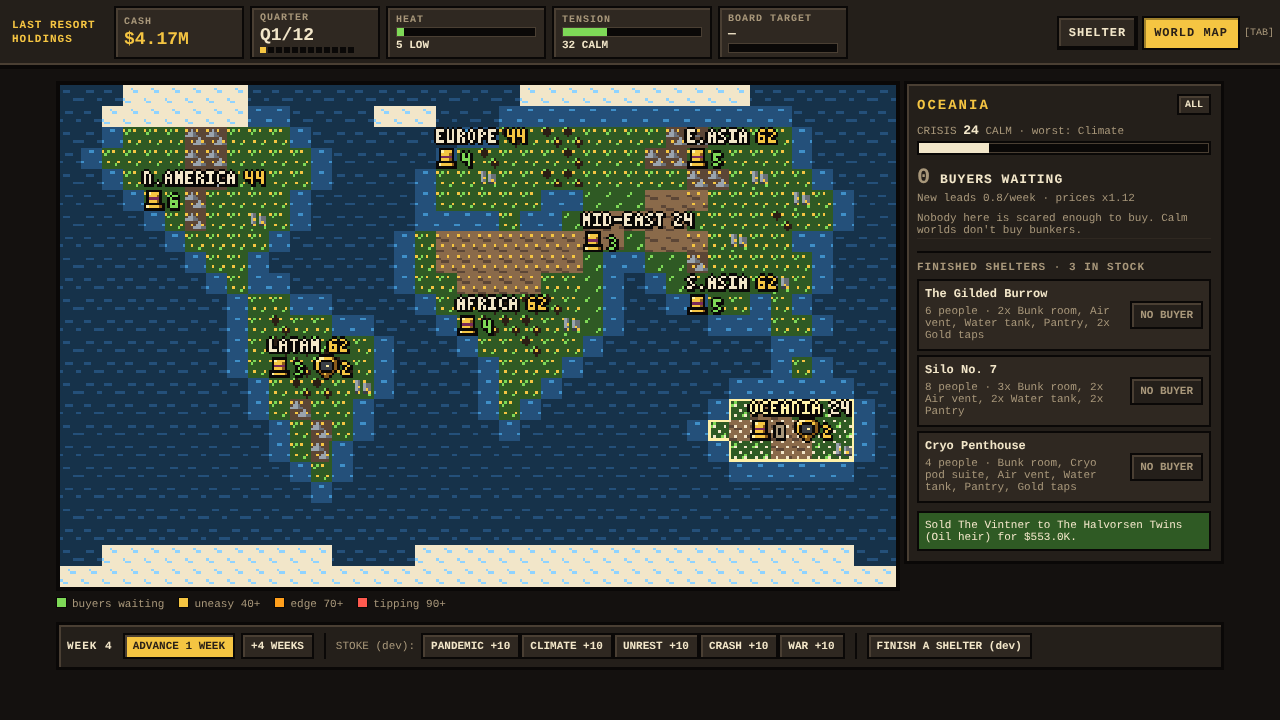 LAST RESORT
HOLDINGS
CASH
$4.17M
QUARTER
Q1/12
HEAT
5 LOW
TENSION
32 CALM
BOARD TARGET
—
SHELTER
WORLD MAP
[TAB]
EUROPE 44
4
E.ASIA 62
5
N.AMERICA 44
6
MID-EAST 24
3
S.ASIA 62
5
AFRICA 62
4
LATAM 62
3 2
OCEANIA 24
0 2
OCEANIA
ALL
CRISIS 24 CALM · worst: Climate
0 BUYERS WAITING
New leads 0.8/week · prices x1.12
Nobody here is scared enough to buy. Calm
worlds don't buy bunkers.
FINISHED SHELTERS · 3 IN STOCK
The Gilded Burrow
6 people · 2x Bunk room, Air
vent, Water tank, Pantry, 2x
Gold taps
NO BUYER
Silo No. 7
8 people · 3x Bunk room, 2x
Air vent, 2x Water tank, 2x
Pantry
NO BUYER
Cryo Penthouse
4 people · Bunk room, Cryo
pod suite, Air vent, Water
tank, Pantry, Gold taps
NO BUYER
Sold The Vintner to The Halvorsen Twins
(Oil heir) for $553.0K.
buyers waiting
uneasy 40+
edge 70+
tipping 90+
WEEK 4
ADVANCE 1 WEEK
+4 WEEKS
STOKE (dev):
PANDEMIC +10
CLIMATE +10
UNREST +10
CRASH +10
WAR +10
FINISH A SHELTER (dev)